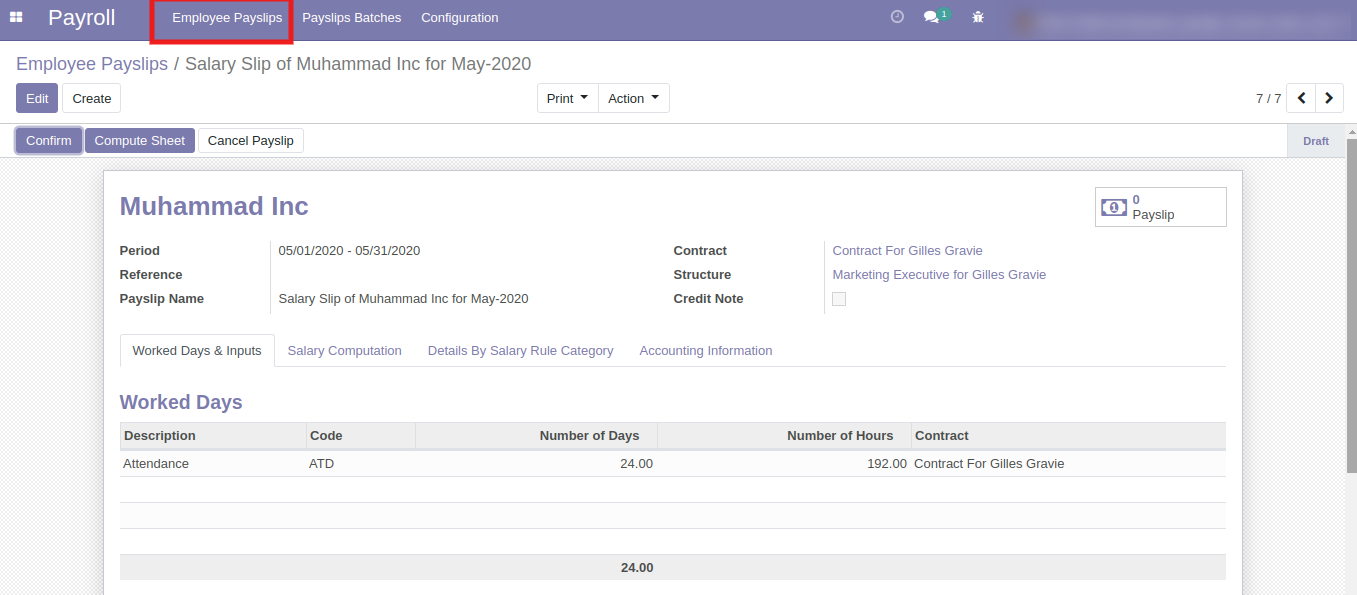 Payroll Employee Payslips Payslips Batches Configuration 1
Employee Payslips / Salary Slip of Muhammad Inc for May-2020
Edit Create Print Action 7 / 7
Confirm Compute Sheet Cancel Payslip Draft
Muhammad Inc
1 0
Payslip
Period 05/01/2020 - 05/31/2020 Contract Contract For Gilles Gravie
Reference Structure Marketing Executive for Gilles Gravie
Payslip Name Salary Slip of Muhammad Inc for May-2020 Credit Note
Worked Days & Inputs Salary Computation Details By Salary Rule Category Accounting Information
Worked Days
Description Code Number of Days Number of Hours Contract
Attendance ATD 24.00 192.00 Contract For Gilles Gravie
24.00